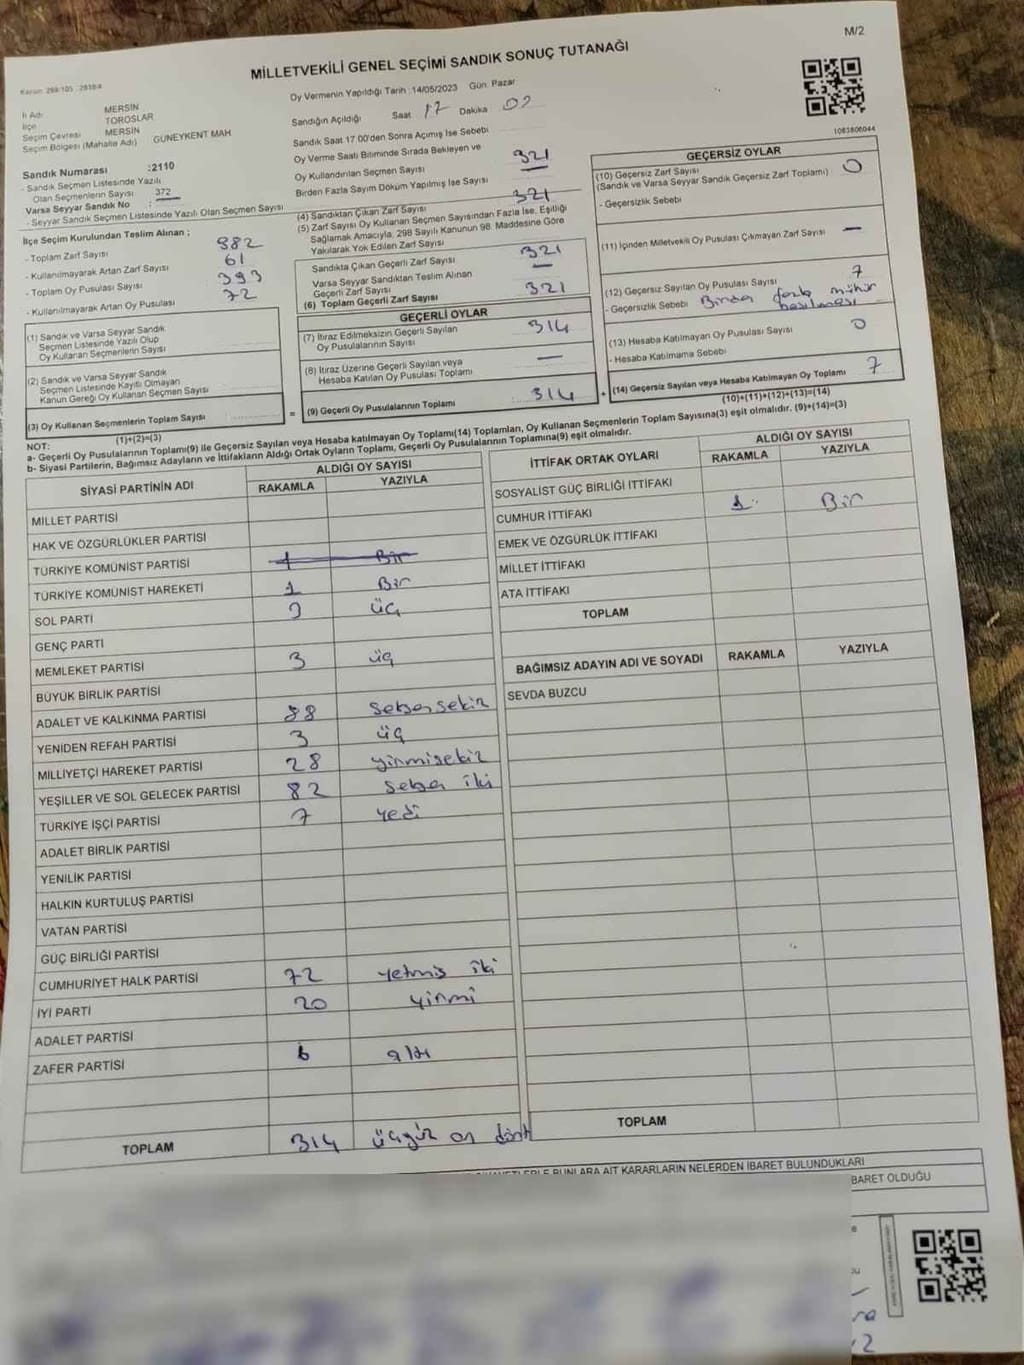 M/2
MİLLETVEKİLİ GENEL SEÇİMİ SANDIK SONUÇ TUTANAĞI
1083806044
İl Adı MERSİN
İlçe TOROSLAR
Seçim Çevresi MERSİN
Seçim Bölgesi (Mahalle Adı) GÜNEYKENT MAH
Sandık Numarası :2110
- Sandık Seçmen Listesinde Yazılı
Olan Seçmenlerin Sayısı 372
Varsa Seyyar Sandık No :
- Seyyar Sandık Seçmen Listesinde Yazılı Olan Seçmen Sayısı
İlçe Seçim Kurulundan Teslim Alınan ;
- Toplam Zarf Sayısı 382
- Kullanılmayarak Artan Zarf Sayısı 61
- Toplam Oy Pusulası Sayısı 393
- Kullanılmayarak Artan Oy Pusulası 72
(1) Sandık ve Varsa Seyyar Sandık
Seçmen Listesinde Yazılı Olup
Oy Kullanan Seçmenlerin Sayısı
(2) Sandık ve Varsa Seyyar Sandık
Seçmen Listesinde Kayıtlı Olmayan
Kanun Gereği Oy Kullanan Seçmen Sayısı
(3) Oy Kullanan Seçmenlerin Toplam Sayısı =
(1)+(2)=(3)
Oy Vermenin Yapıldığı Tarih :14/05/2023 Gün: Pazar
Sandığın Açıldığı Saat 17 Dakika 02
Sandık Saat 17:00'den Sonra Açımış İse Sebebi
Oy Verme Saati Bitiminde Sırada Bekleyen ve
Oy Kullandırılan Seçmen Sayısı 321
Birden Fazla Sayım Döküm Yapılmış İse Sayısı —
(4) Sandıktan Çıkan Zarf Sayısı 321
(5) Zarf Sayısı Oy Kullanan Seçmen Sayısından Fazla İse, Eşitliği
Sağlamak Amacıyla, 298 Sayılı Kanunun 98. Maddesine Göre
Yakılarak Yok Edilen Zarf Sayısı —
Sandıkta Çıkan Geçerli Zarf Sayısı 321
Varsa Seyyar Sandıktan Teslim Alınan
Geçerli Zarf Sayısı —
(6) Toplam Geçerli Zarf Sayısı 321
GEÇERLİ OYLAR
(7) İtiraz Edilmeksizin Geçerli Sayılan
Oy Pusulalarının Sayısı 314
(8) İtiraz Üzerine Geçerli Sayılan veya
Hesaba Katılan Oy Pusulası Toplamı —
(9) Geçerli Oy Pusulalarının Toplamı 314 +
GEÇERSİZ OYLAR
(10) Geçersiz Zarf Sayısı 0
(Sandık ve Varsa Seyyar Sandık Geçersiz Zarf Toplamı)
- Geçersizlik Sebebi
(11) İçinden Milletvekili Oy Pusulası Çıkmayan Zarf Sayısı —
(12) Geçersiz Sayılan Oy Pusulası Sayısı 7
- Geçersizlik Sebebi Birden fazla mühür
basılması
(13) Hesaba Katılmayan Oy Pusulası Sayısı 0
- Hesaba Katılmama Sebebi
(14) Geçersiz Sayılan veya Hesaba Katılmayan Oy Toplamı 7
(10)+(11)+(12)+(13)=(14)
NOT:
a- Geçerli Oy Pusulalarının Toplamı(9) ile Geçersiz Sayılan veya Hesaba katılmayan Oy Toplamı(14) Toplamları, Oy Kullanan Seçmenlerin Toplam Sayısına(3) eşit olmalıdır. (9)+(14)=(3)
b- Siyasi Partilerin, Bağımsız Adayların ve İttifakların Aldığı Ortak Oyların Toplamı, Geçerli Oy Pusulalarının Toplamına(9) eşit olmalıdır.
SİYASİ PARTİNİN ADI ALDIĞI OY SAYISI
RAKAMLA YAZIYLA
MİLLET PARTİSİ
HAK VE ÖZGÜRLÜKLER PARTİSİ
TÜRKİYE KOMÜNİST PARTİSİ 1 Bir
TÜRKİYE KOMÜNİST HAREKETİ 1 Bir
SOL PARTİ 3 üç
GENÇ PARTİ
MEMLEKET PARTİSİ 3 üç
BÜYÜK BİRLİK PARTİSİ
ADALET VE KALKINMA PARTİSİ 88 seksensekiz
YENİDEN REFAH PARTİSİ 3 üç
MİLLİYETÇİ HAREKET PARTİSİ 28 yirmisekiz
YEŞİLLER VE SOL GELECEK PARTİSİ 82 seksen iki
TÜRKİYE İŞÇİ PARTİSİ 7 yedi
ADALET BİRLİK PARTİSİ
YENİLİK PARTİSİ
HALKIN KURTULUŞ PARTİSİ
VATAN PARTİSİ
GÜÇ BİRLİĞİ PARTİSİ
CUMHURİYET HALK PARTİSİ 72 yetmiş iki
İYİ PARTİ 20 yirmi
ADALET PARTİSİ
ZAFER PARTİSİ 6 altı
TOPLAM 314 üçyüz on dört
İTTİFAK ORTAK OYLARI ALDIĞI OY SAYISI
RAKAMLA YAZIYLA
SOSYALİST GÜÇ BİRLİĞİ İTTİFAKI
CUMHUR İTTİFAKI 1 Bir
EMEK VE ÖZGÜRLÜK İTTİFAKI
MİLLET İTTİFAKI
ATA İTTİFAKI
TOPLAM
BAĞIMSIZ ADAYIN ADI VE SOYADI RAKAMLA YAZIYLA
SEVDA BUZCU
TOPLAM
BUNLARA AİT KARARLARIN NELERDEN İBARET BULUNDUKLARI
BARET OLDUĞU